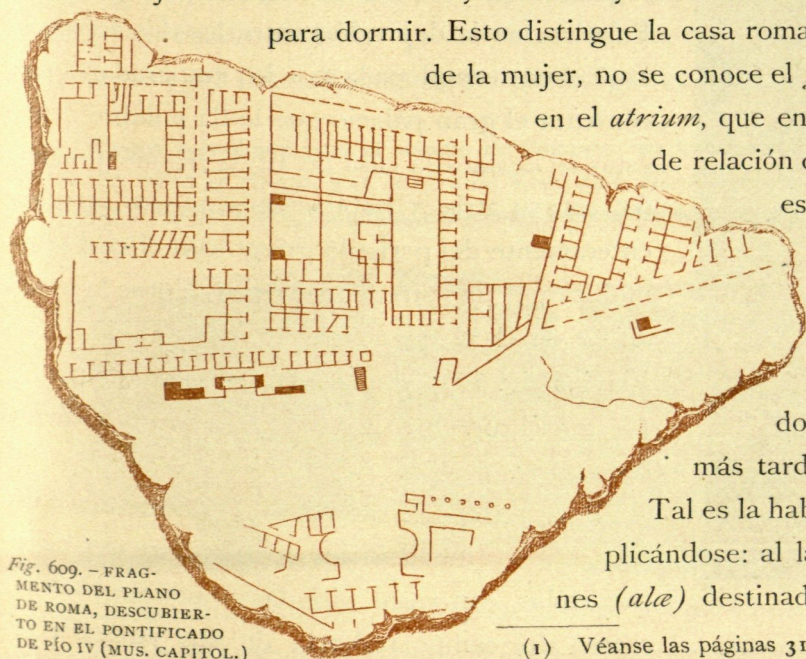 para dormir. Esto distingue la casa roma
de la mujer, no se conoce el
en el atrium, que en
de relación
es
do
más tard
Tal es la hab
plicándose: al la
nes (alæ) destinad
(1) Véanse las páginas 31
Fig. 609. – FRAG-
MENTO DEL PLANO
DE ROMA, DESCUBIER-
TO EN EL PONTIFICADO
DE PÍO IV (MUS. CAPITOL.)